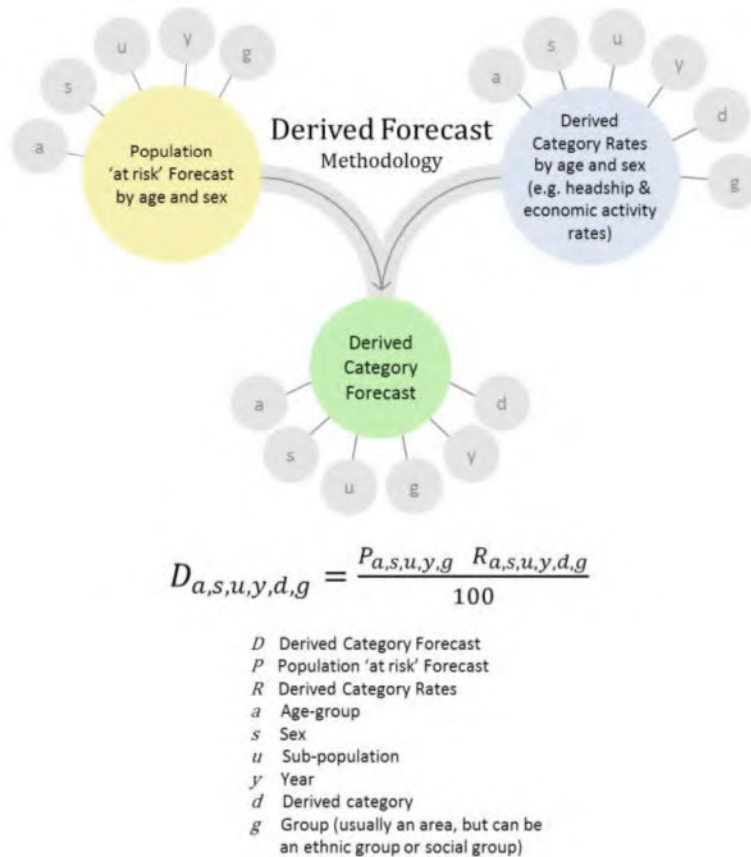 a
s
u
y
g
Population
'at risk' Forecast
by age and sex
Derived Forecast
Methodology
a
s
u
y
d
g
Derived
Category Rates
by age and sex
(e.g. headship &
economic activity
rates)
Derived
Category
Forecast
a
s
u
g
y
d
D_{a,s,u,y,d,g} = \frac{P_{a,s,u,y,g} R_{a,s,u,y,d,g}}{100}
D Derived Category Forecast
P Population 'at risk' Forecast
R Derived Category Rates
a Age-group
s Sex
u Sub-population
y Year
d Derived category
g Group (usually an area, but can be
an ethnic group or social group)